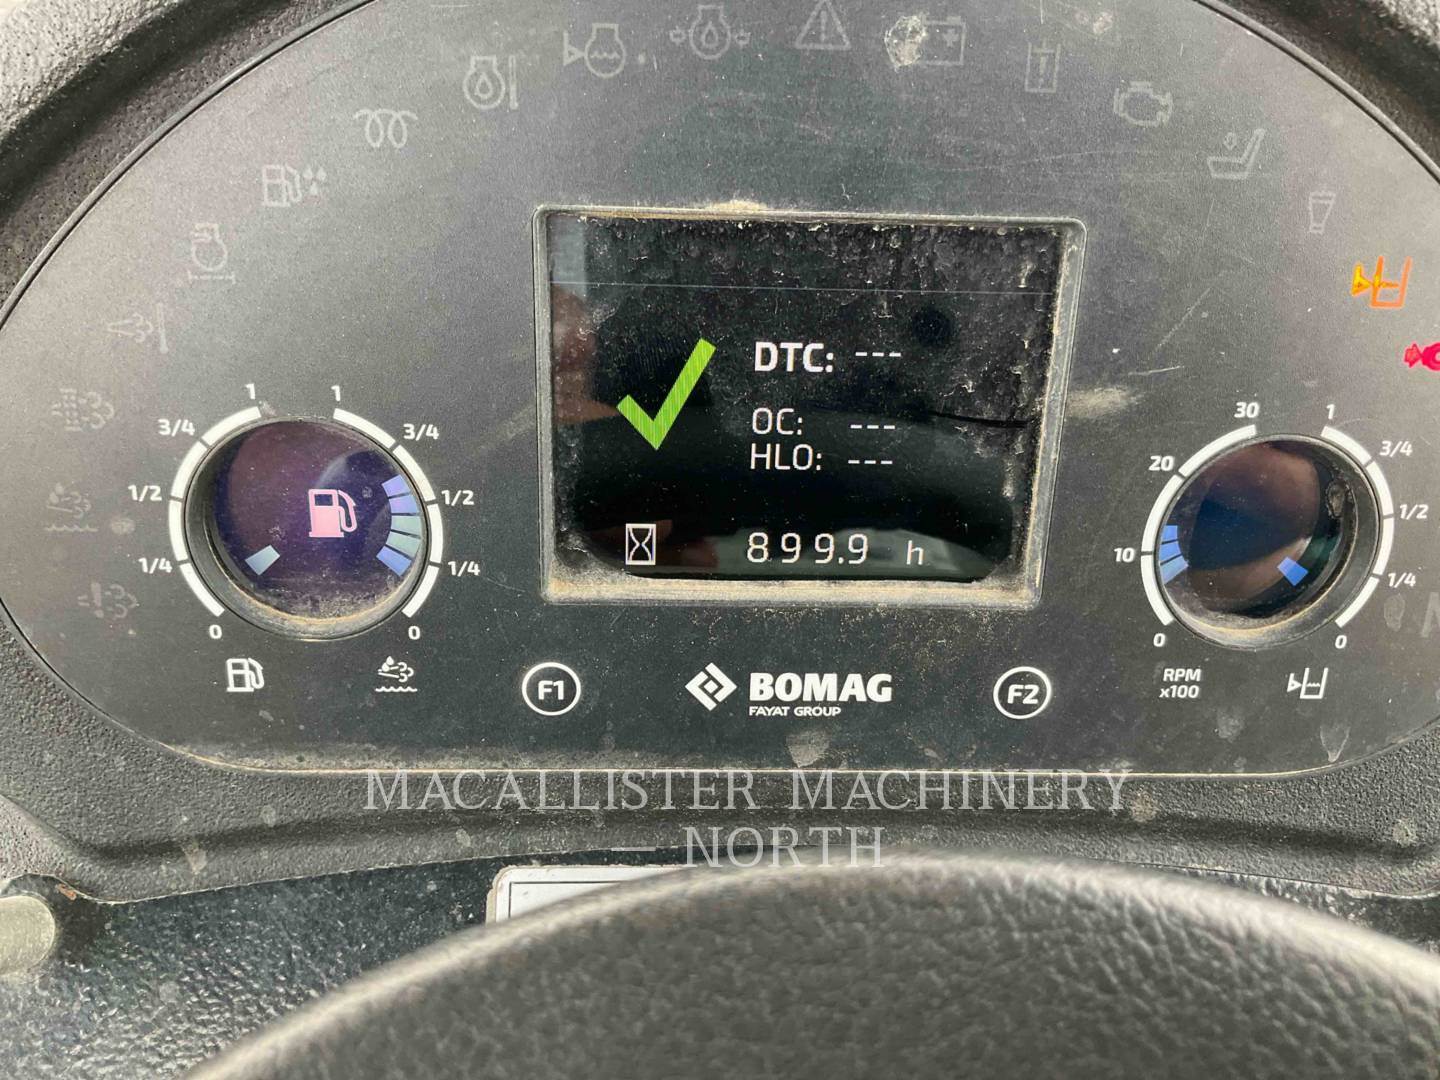 DTC: ---
OC: ---
HLO: ---
899.9 h
1 1
3/4 3/4
1/2 1/2
1/4 1/4
0 0
30 1
20 3/4
10 1/2
1/4
0 0
F1
BOMAG
FAYAT GROUP
F2
RPM
x100
MACALLISTER MACHINERY
— NORTH